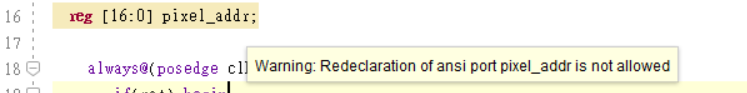 16 reg [16:0] pixel_addr;
17
18 always@(posedge cl
Warning: Redeclaration of ansi port pixel_addr is not allowed
if(rst) begin